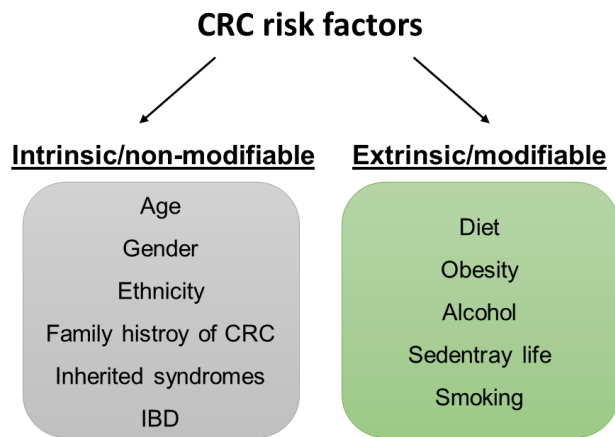 CRC risk factors
Intrinsic/non-modifiable
Age
Gender
Ethnicity
Family histroy of CRC
Inherited syndromes
IBD
Extrinsic/modifiable
Diet
Obesity
Alcohol
Sedentray life
Smoking